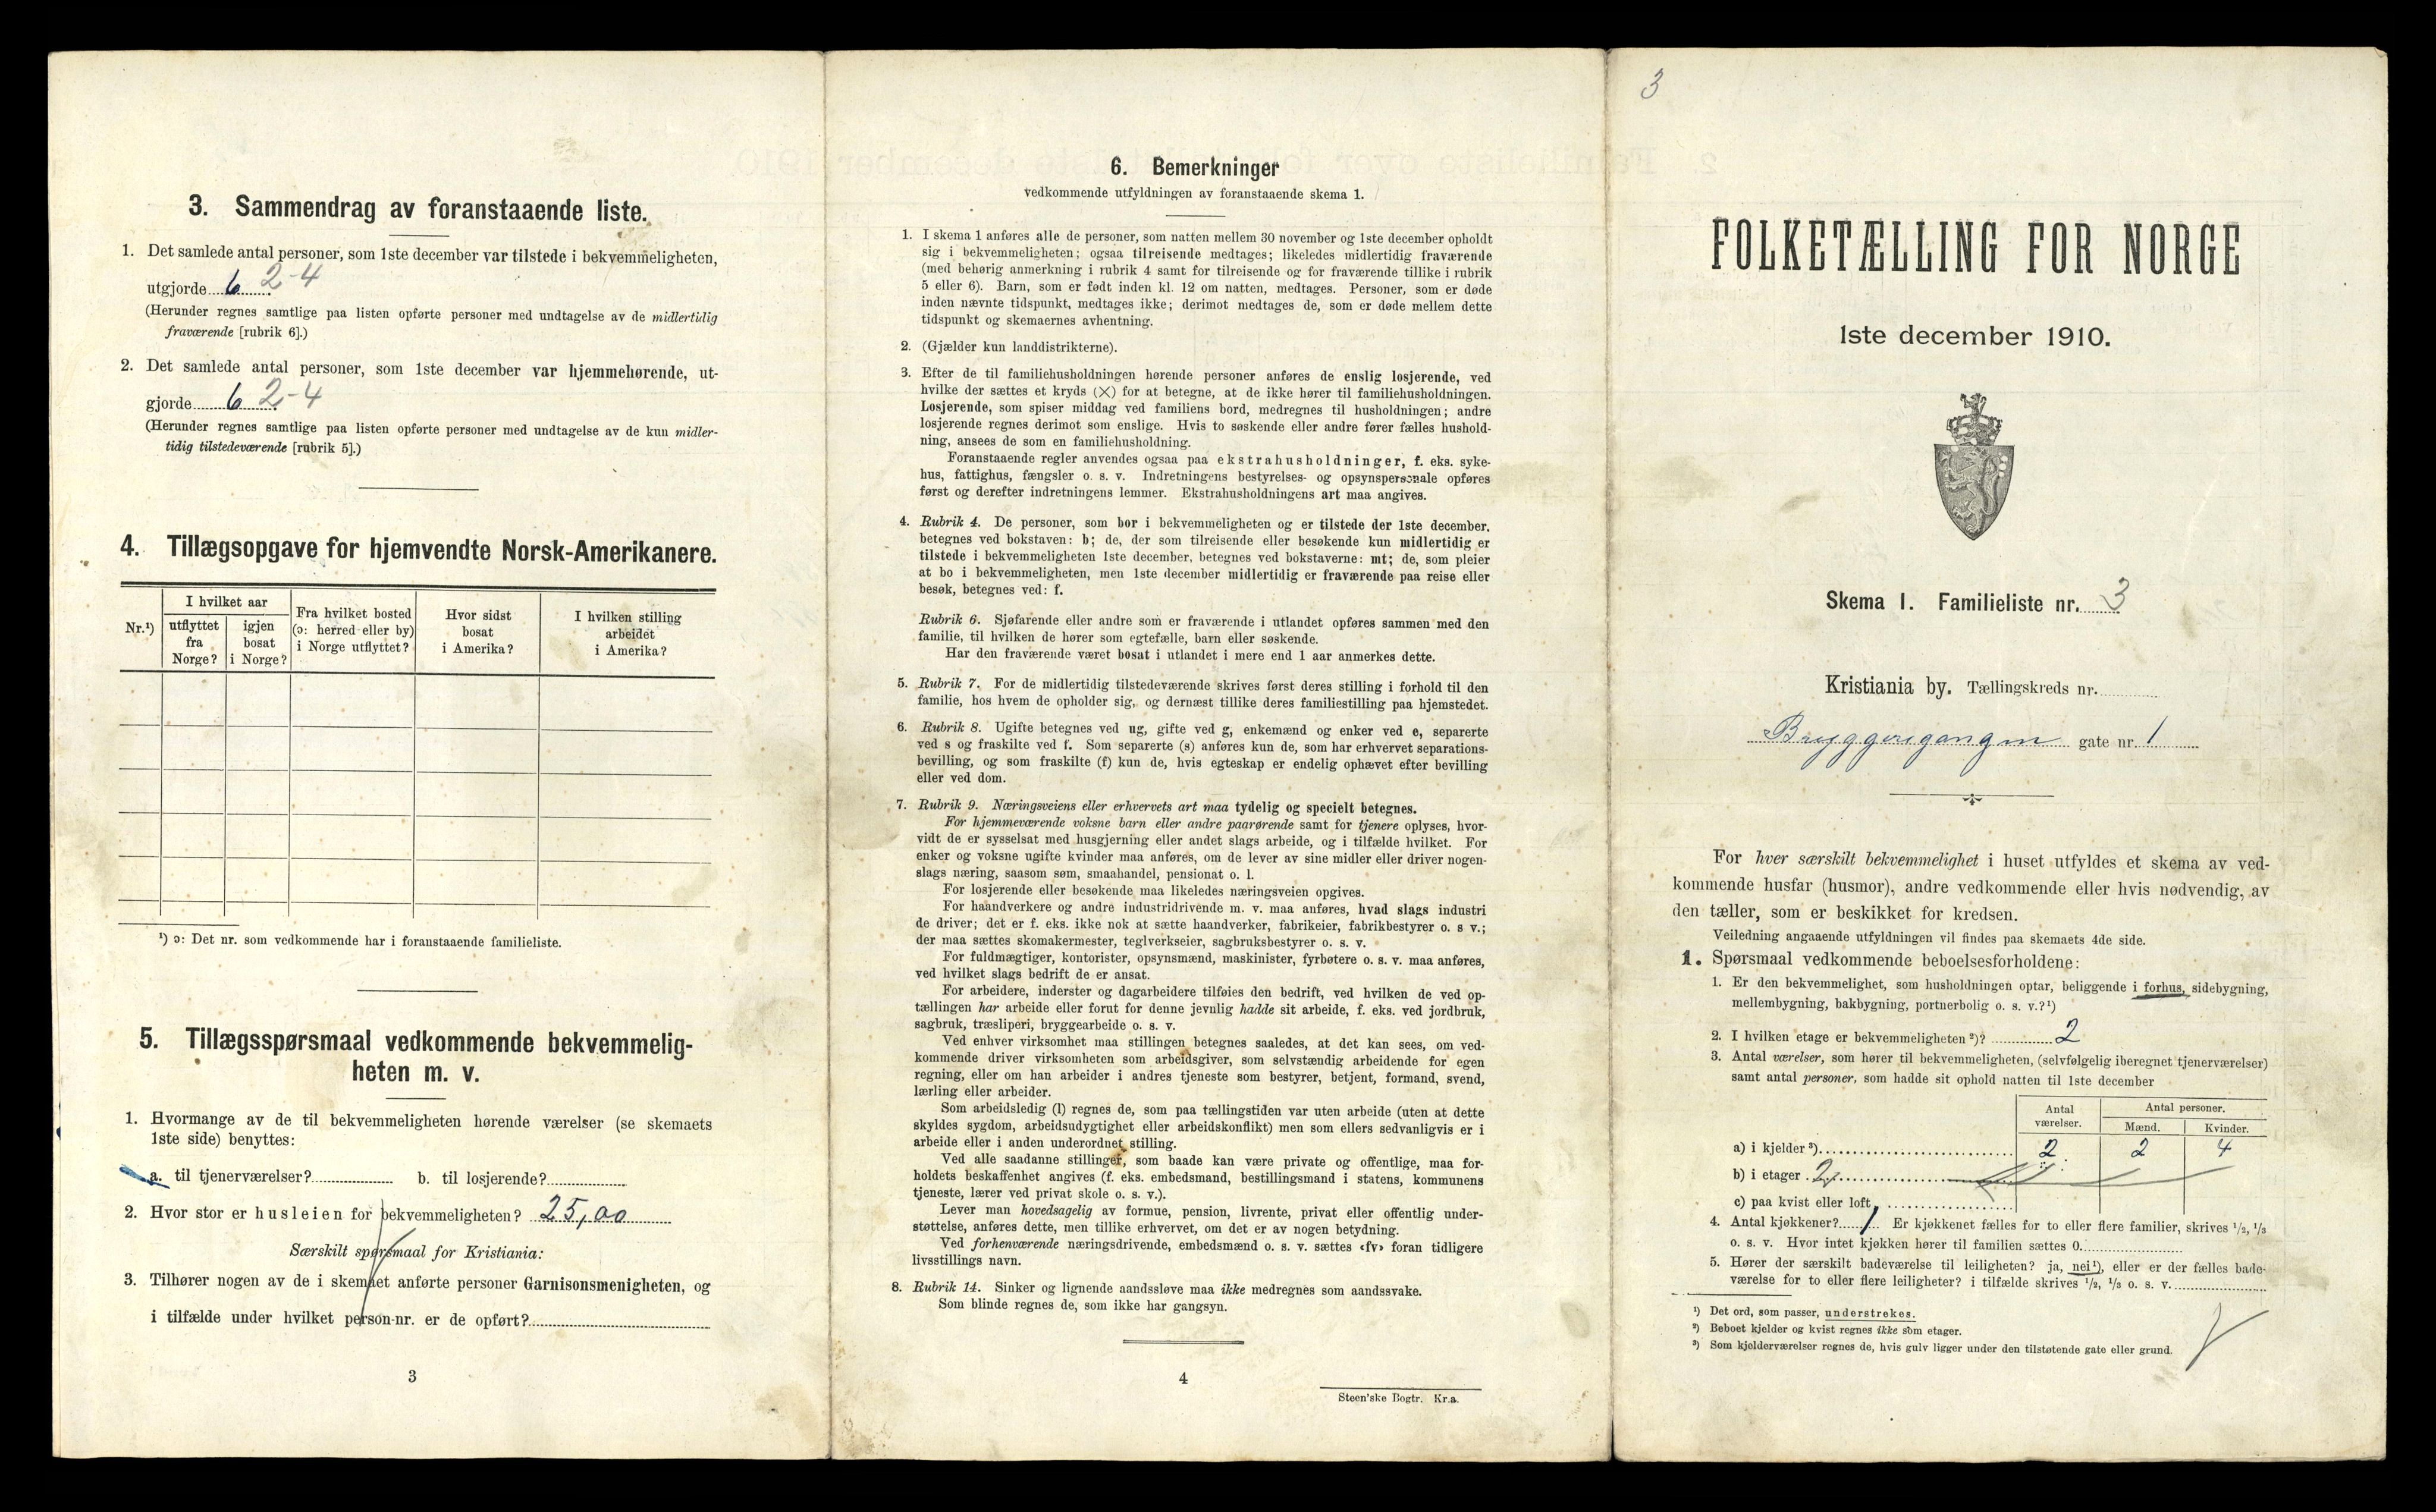 3. Sammendrag av foranstaaende liste.
1. Det samlede antal personer, som 1ste december var tilstede i bekvemmeligheten,
utgjorde 6 2-4
(Herunder regnes samtlige paa listen opførte personer med undtagelse av de midlertidig
fraværende [rubrik 6].)
2. Det samlede antal personer, som 1ste december var hjemmehørende, ut-
gjorde 6 2-4
(Herunder regnes samtlige paa listen opførte personer med undtagelse av de kun midler-
tidig tilstedeværende [rubrik 5].)
4. Tillægsopgave for hjemvendte Norsk-Amerikanere.
Nr.¹)
I hvilket aar
utflyttet
fra
Norge?
igjen
bosat
i Norge?
Fra hvilket bosted
(ɔ: herred eller by)
i Norge utflyttet?
Hvor sidst
bosat
i Amerika?
I hvilken stilling
arbeidet
i Amerika?
¹) ɔ: Det nr. som vedkommende har i foranstaaende familieliste.
5. Tillægsspørsmaal vedkommende bekvemmelig-
heten m. v.
1. Hvormange av de til bekvemmeligheten hørende værelser (se skemaets
1ste side) benyttes:
a. til tjenerværelser? b. til losjerende?
2. Hvor stor er husleien for bekvemmeligheten? 25,00
Særskilt spørsmaal for Kristiania:
3. Tilhører nogen av de i skemaet anførte personer Garnisonsmenigheten, og
i tilfælde under hvilket person-nr. er de opført?
3
6. Bemerkninger
vedkommende utfyldningen av foranstaaende skema 1.
1. I skema 1 anføres alle de personer, som natten mellem 30 november og 1ste december opholdt
sig i bekvemmeligheten; ogsaa tilreisende medtages; likeledes midlertidig fraværende
(med behørig anmerkning i rubrik 4 samt for tilreisende og for fraværende tillike i rubrik
5 eller 6). Barn, som er født inden kl. 12 om natten, medtages. Personer, som er døde
inden nævnte tidspunkt, medtages ikke; derimot medtages de, som er døde mellem dette
tidspunkt og skemaernes avhentning.
2. (Gjælder kun landdistrikterne).
3. Efter de til familiehusholdningen hørende personer anføres de enslig losjerende, ved
hvilke der sættes et kryds (×) for at betegne, at de ikke hører til familiehusholdningen.
Losjerende, som spiser middag ved familiens bord, medregnes til husholdningen; andre
losjerende regnes derimot som enslige. Hvis to søskende eller andre fører fælles hushold-
ning, ansees de som en familiehusholdning.
Foranstaaende regler anvendes ogsaa paa ekstrahusholdninger, f. eks. syke-
hus, fattighus, fængsler o. s. v. Indretningens bestyrelses- og opsynspersonale opføres
først og derefter indretningens lemmer. Ekstrahusholdningens art maa angives.
4. Rubrik 4. De personer, som bor i bekvemmeligheten og er tilstede der 1ste december,
betegnes ved bokstaven: b; de, der som tilreisende eller besøkende kun midlertidig er
tilstede i bekvemmeligheten 1ste december, betegnes ved bokstaverne: mt; de, som pleier
at bo i bekvemmeligheten, men 1ste december midlertidig er fraværende paa reise eller
besøk, betegnes ved: f.
Rubrik 6. Sjøfarende eller andre som er fraværende i utlandet opføres sammen med den
familie, til hvilken de hører som egtefælle, barn eller søskende.
Har den fraværende været bosat i utlandet i mere end 1 aar anmerkes dette.
5. Rubrik 7. For de midlertidig tilstedeværende skrives først deres stilling i forhold til den
familie, hos hvem de opholder sig, og dernæst tillike deres familiestilling paa hjemstedet.
6. Rubrik 8. Ugifte betegnes ved ug, gifte ved g, enkemænd og enker ved e, separerte
ved s og fraskilte ved f. Som separerte (s) anføres kun de, som har erhvervet separations-
bevilling, og som fraskilte (f) kun de, hvis egteskap er endelig ophævet efter bevilling
eller ved dom.
7. Rubrik 9. Næringsveiens eller erhvervets art maa tydelig og specielt betegnes.
For hjemmeværende voksne barn eller andre paarørende samt for tjenere oplyses, hvor-
vidt de er sysselsat med husgjerning eller andet slags arbeide, og i tilfælde hvilket. For
enker og voksne ugifte kvinder maa anføres, om de lever av sine midler eller driver nogen-
slags næring, saasom søm, smaahandel, pensionat o. l.
For losjerende eller besøkende maa likeledes næringsveien opgives.
For haandverkere og andre industridrivende m. v. maa anføres, hvad slags industri
de driver; det er f. eks. ikke nok at sætte haandverker, fabrikeier, fabrikbestyrer o. s v.;
der maa sættes skomakermester, teglverkseier, sagbruksbestyrer o. s. v.
For fuldmægtiger, kontorister, opsynsmænd, maskinister, fyrbøtere o. s. v. maa anføres,
ved hvilket slags bedrift de er ansat.
For arbeidere, inderster og dagarbeidere tilføies den bedrift, ved hvilken de ved op-
tællingen har arbeide eller forut for denne jevnlig hadde sit arbeide, f. eks. ved jordbruk,
sagbruk, træsliperi, bryggearbeide o. s. v.
Ved enhver virksomhet maa stillingen betegnes saaledes, at det kan sees, om ved-
kommende driver virksomheten som arbeidsgiver, som selvstændig arbeidende for egen
regning, eller om han arbeider i andres tjeneste som bestyrer, betjent, formand, svend,
lærling eller arbeider.
Som arbeidsledig (l) regnes de, som paa tællingstiden var uten arbeide (uten at dette
skyldes sygdom, arbeidsudygtighet eller arbeidskonflikt) men som ellers sedvanligvis er i
arbeide eller i anden underordnet stilling.
Ved alle saadanne stillinger, som baade kan være private og offentlige, maa for-
holdets beskaffenhet angives (f. eks. embedsmand, bestillingsmand i statens, kommunens
tjeneste, lærer ved privat skole o. s. v.).
Lever man hovedsagelig av formue, pension, livrente, privat eller offentlig under-
støttelse, anføres dette, men tillike erhvervet, om det er av nogen betydning.
Ved forhenværende næringsdrivende, embedsmænd o. s. v. sættes «fv» foran tidligere
livsstillings navn.
8. Rubrik 14. Sinker og lignende aandssløve maa ikke medregnes som aandssvake.
Som blinde regnes de, som ikke har gangsyn.
4
Steen'ske Bogtr. Kr.a.
3
FOLKETÆLLING FOR NORGE
1ste december 1910.
Skema 1. Familieliste nr. 3
Kristiania by. Tællingskreds nr.
Bryggerigangen gate nr. 1
For hver særskilt bekvemmelighet i huset utfyldes et skema av ved-
kommende husfar (husmor), andre vedkommende eller hvis nødvendig, av
den tæller, som er beskikket for kredsen.
Veiledning angaaende utfyldningen vil findes paa skemaets 4de side.
1. Spørsmaal vedkommende beboelsesforholdene:
1. Er den bekvemmelighet, som husholdningen optar, beliggende i forhus, sidebygning,
mellembygning, bakbygning, portnerbolig o. s. v.?¹)
2. I hvilken etage er bekvemmeligheten ²)? 2
3. Antal værelser, som hører til bekvemmeligheten, (selvfølgelig iberegnet tjenerværelser)
samt antal personer, som hadde sit ophold natten til 1ste december
Antal
værelser.
Antal personer.
Mænd. Kvinder.
a) i kjelder ³) 2 2 4
b) i etager 2
c) paa kvist eller loft
4. Antal kjøkkener? 1 Er kjøkkenet fælles for to eller flere familier, skrives ¹/₂, ¹/₃
o. s. v. Hvor intet kjøkken hører til familien sættes 0.
5. Hører der særskilt badeværelse til leiligheten? ja, nei¹), eller er der fælles bade-
værelse for to eller flere leiligheter? i tilfælde skrives ¹/₂, ¹/₃ o. s. v.
¹) Det ord, som passer, understrekes.
²) Beboet kjelder og kvist regnes ikke som etager.
³) Som kjelderværelser regnes de, hvis gulv ligger under den tilstøtende gate eller grund.